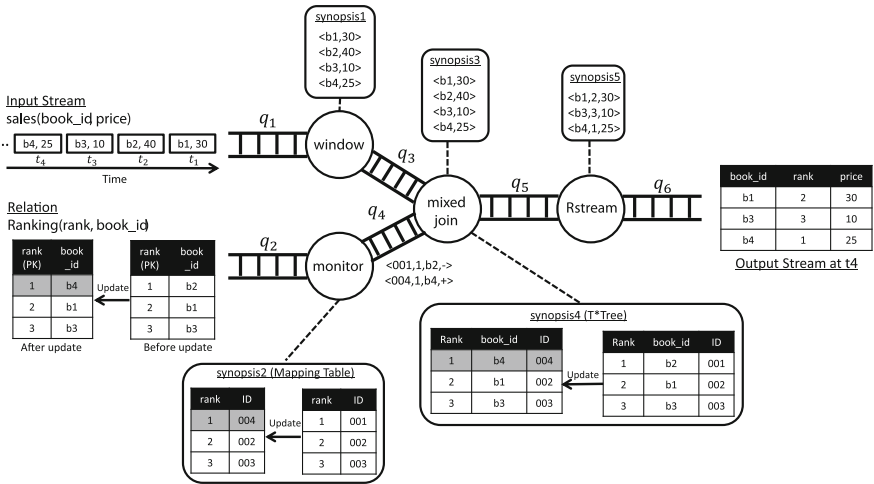 synopsis1
<b1,30>
<b2,40>
<b3,10>
<b4,25>
synopsis3
<b1,30>
<b2,40>
<b3,10>
<b4,25>
synopsis5
<b1,2,30>
<b3,3,10>
<b4,1,25>
Input Stream
sales(book_id, price)
.. b4, 25 b3, 10 b2, 40 b1, 30
t4 t3 t2 t1
Time
q1
window
q3
Relation
Ranking(rank, book_id)
q2
monitor
q4
mixed
join
q5
Rstream
q6
<001,1,b2,->
<004,1,b4,+>
book_id rank price
b1 2 30
b3 3 10
b4 1 25
Output Stream at t4
rank (PK) book _id
1 b4
2 b1
3 b3
After update
Update
rank (PK) book _id
1 b2
2 b1
3 b3
Before update
synopsis2 (Mapping Table)
rank ID
1 004
2 002
3 003
Update
rank ID
1 001
2 002
3 003
synopsis4 (T*Tree)
Rank book_id ID
1 b4 004
2 b1 002
3 b3 003
Update
Rank book_id ID
1 b2 001
2 b1 002
3 b3 003